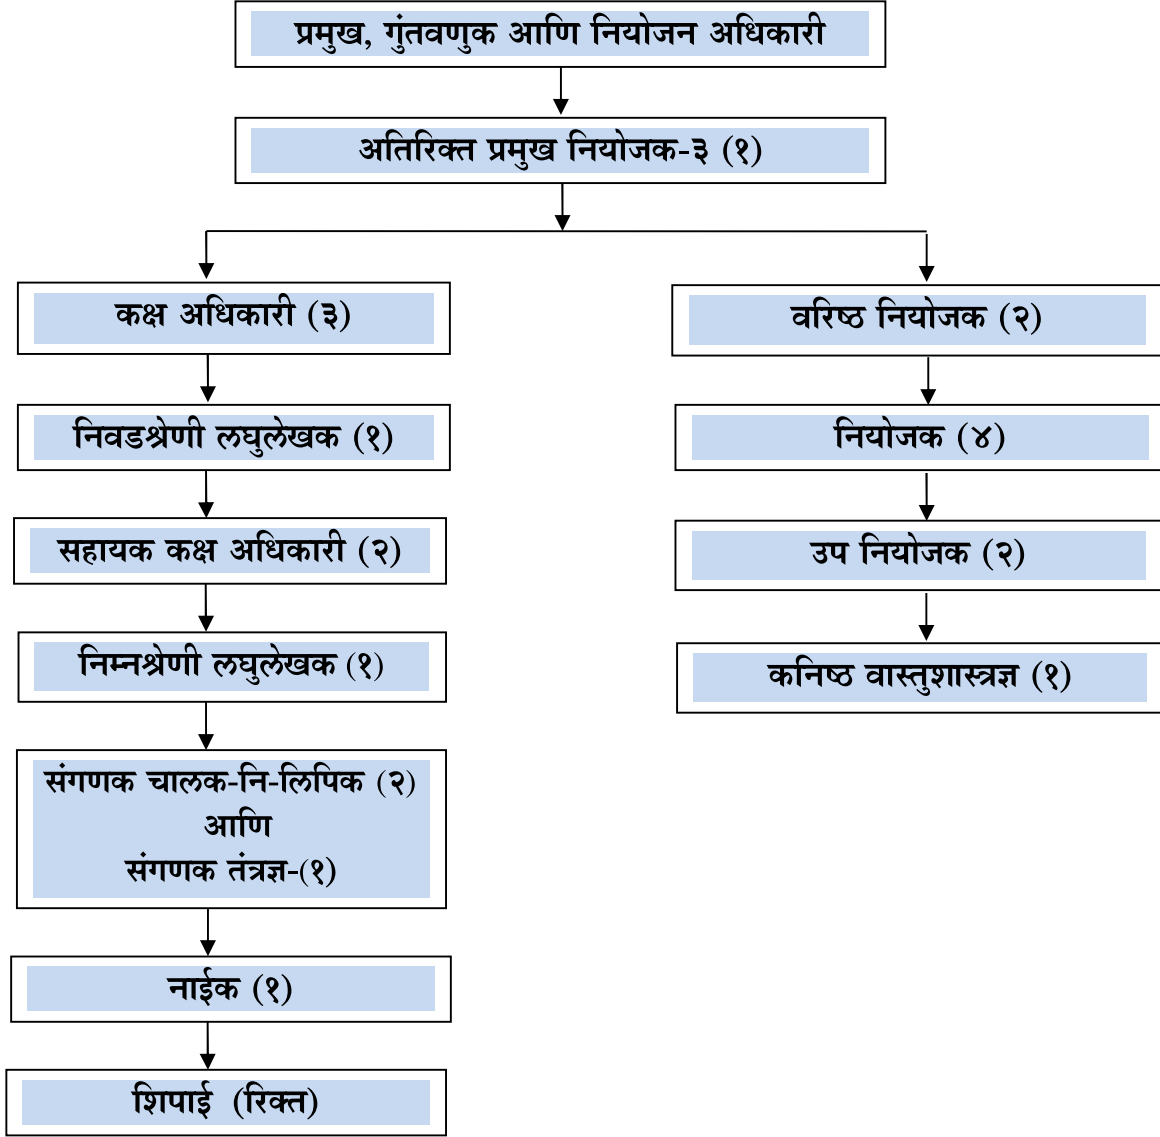 प्रमुख, गुंतवणुक आणि नियोजन अधिकारी
अतिरिक्त प्रमुख नियोजक-३ (१)
कक्ष अधिकारी (३)
निवडश्रेणी लघुलेखक (१)
सहायक कक्ष अधिकारी (२)
निम्नश्रेणी लघुलेखक (१)
संगणक चालक-नि-लिपिक (२)
आणि
संगणक तंत्रज्ञ-(१)
नाईक (१)
शिपाई (रिक्त)
वरिष्ठ नियोजक (२)
नियोजक (४)
उप नियोजक (२)
कनिष्ठ वास्तुशास्त्रज्ञ (१)